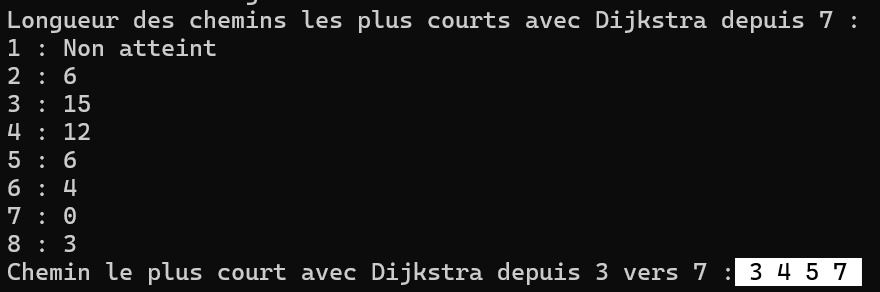 Longueur des chemins les plus courts avec Dijkstra depuis 7 :
1 : Non atteint
2 : 6
3 : 15
4 : 12
5 : 6
6 : 4
7 : 0
8 : 3
Chemin le plus court avec Dijkstra depuis 3 vers 7 : 3 4 5 7